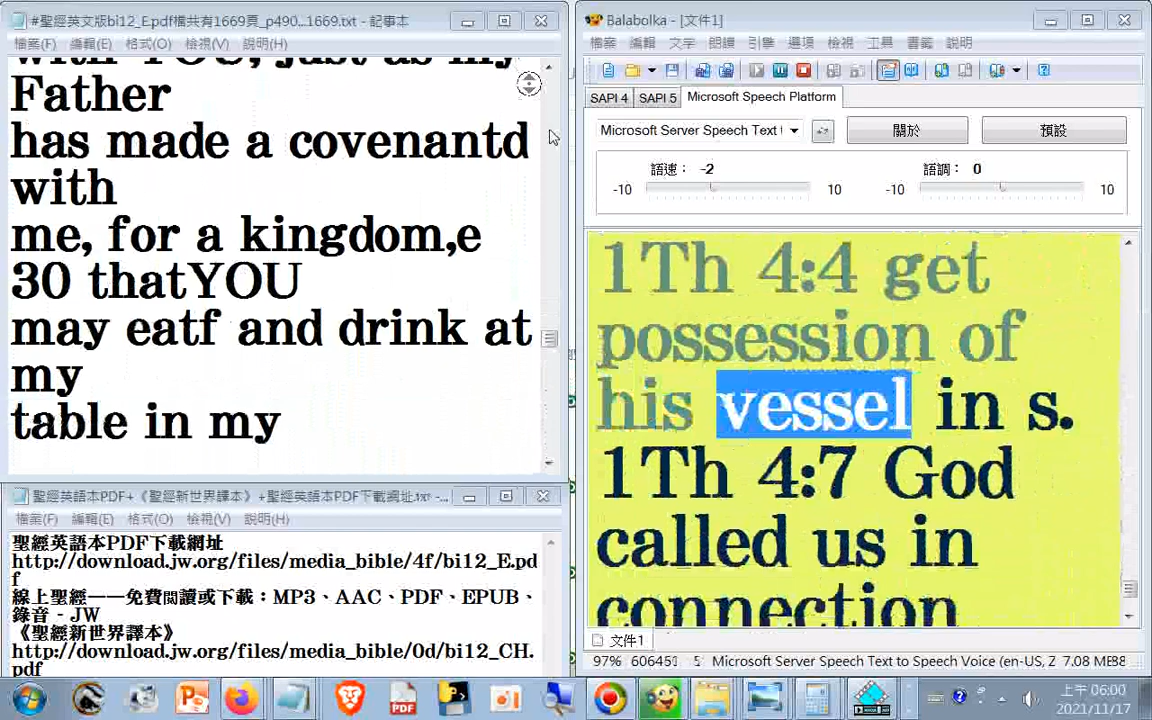 #聖經英文版bi12_E.pdf檔共有1669頁_p490...1669.txt - 記事本
檔案(F) 編輯(E) 格式(O) 檢視(V) 說明(H)
with YOU, just as my
Father
has made a covenantd
with
me, for a kingdom,e
30 thatYOU
may eatf and drink at
my
table in my
聖經英語本PDF+《聖經新世界譯本》+聖經英語本PDF下載網址.txt -...
檔案(F) 編輯(E) 格式(O) 檢視(V) 說明(H)
聖經英語本PDF下載網址
http://download.jw.org/files/media_bible/4f/bi12_E.pd
f
線上聖經——免費閱讀或下載：MP3、AAC、PDF、EPUB、
錄音 - JW
《聖經新世界譯本》
http://download.jw.org/files/media_bible/0d/bi12_CH.
pdf
Balabolka - [文件1]
檔案 編輯 文字 朗讀 引擎 選項 檢視 工具 書籤 說明
SAPI 4 SAPI 5 Microsoft Speech Platform
Microsoft Server Speech Text 關於 預設
語速： -2 語調： 0
-10 10 -10 10
1Th 4:4 get
possession of
his vessel in s.
1Th 4:7 God
called us in
connection
文件1
97% Microsoft Server Speech Text to Speech Voice (en-US, Z 7.08 MB
上午 06:00
2021/11/17